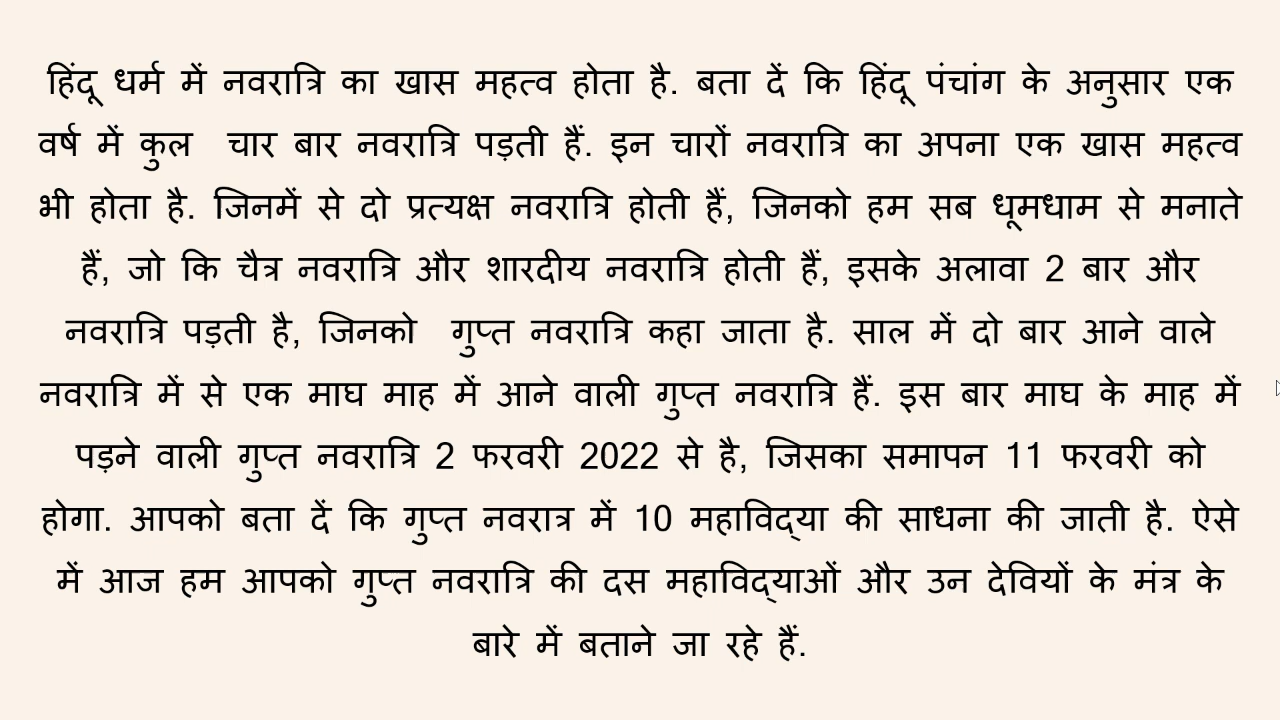 हिंदू धर्म में नवरात्रि का खास महत्व होता है. बता दें कि हिंदू पंचांग के अनुसार एक
वर्ष में कुल चार बार नवरात्रि पड़ती हैं. इन चारों नवरात्रि का अपना एक खास महत्व
भी होता है. जिनमें से दो प्रत्यक्ष नवरात्रि होती हैं, जिनको हम सब धूमधाम से मनाते
हैं, जो कि चैत्र नवरात्रि और शारदीय नवरात्रि होती हैं, इसके अलावा 2 बार और
नवरात्रि पड़ती है, जिनको गुप्त नवरात्रि कहा जाता है. साल में दो बार आने वाले
नवरात्रि में से एक माघ माह में आने वाली गुप्त नवरात्रि हैं. इस बार माघ के माह में
पड़ने वाली गुप्त नवरात्रि 2 फरवरी 2022 से है, जिसका समापन 11 फरवरी को
होगा. आपको बता दें कि गुप्त नवरात्र में 10 महाविद्या की साधना की जाती है. ऐसे
में आज हम आपको गुप्त नवरात्रि की दस महाविद्याओं और उन देवियों के मंत्र के
बारे में बताने जा रहे हैं.